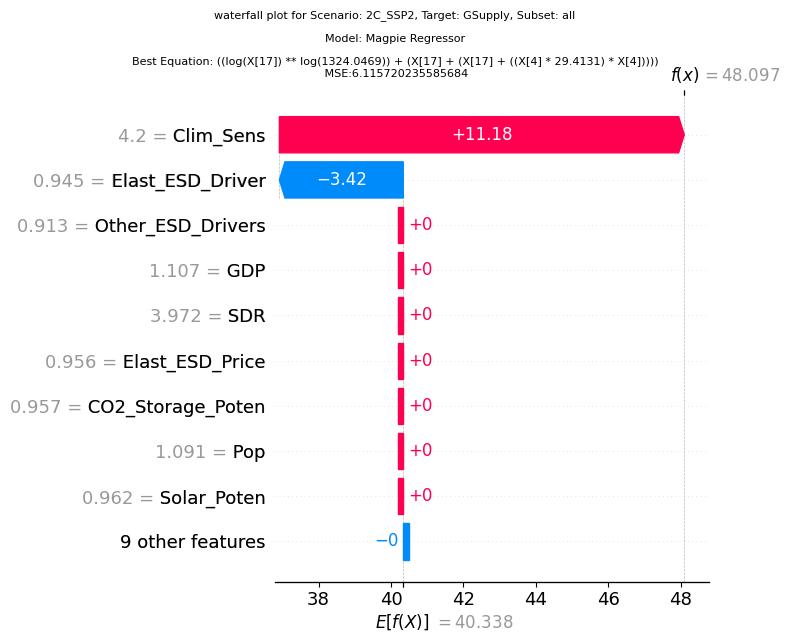 waterfall plot for Scenario: 2C_SSP2, Target: GSupply, Subset: all
Model: Magpie Regressor
Best Equation: ((log(X[17]) ** log(1324.0469)) + (X[17] + (X[17] + ((X[4] * 29.4131) * X[4]))))
MSE:6.115720235585684
f(x) = 48.097
4.2 = Clim_Sens
+11.18
0.945 = Elast_ESD_Driver
−3.42
0.913 = Other_ESD_Drivers
+0
1.107 = GDP
+0
3.972 = SDR
+0
0.956 = Elast_ESD_Price
+0
0.957 = CO2_Storage_Poten
+0
1.091 = Pop
+0
0.962 = Solar_Poten
+0
9 other features
−0
38 40 42 44 46 48
E[f(X)] = 40.338